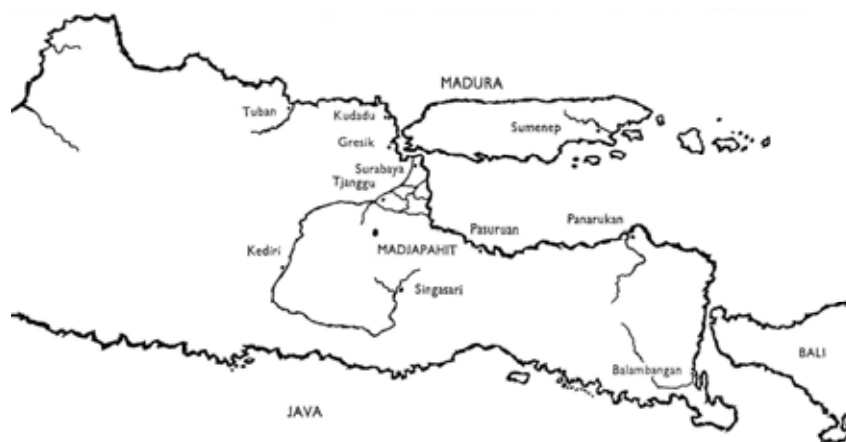 MADURA
Tuban
Kudadu
Sumenep
Gresik
Surabaya
Tjanggu
Pasuruan
Panarukan
Kediri
MADJAPAHIT
Singasari
BALI
Balambangan
JAVA